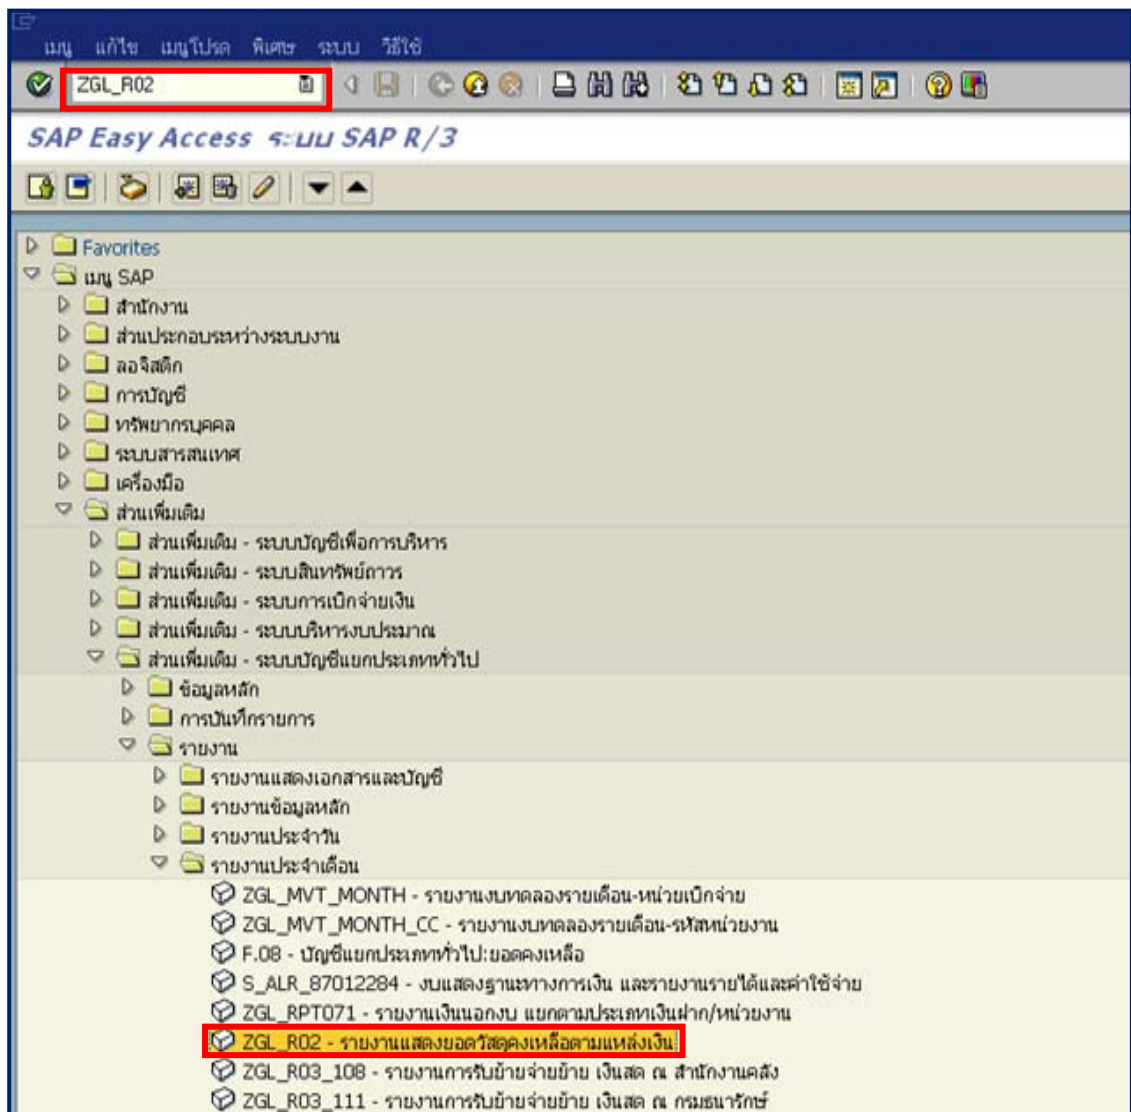 เมนู แก้ไข เมนูโปรด พิเศษ ระบบ วิธีใช้
ZGL_R02
SAP Easy Access ระบบ SAP R/3
Favorites
เมนู SAP
สำนักงาน
ส่วนประกอบระหว่างระบบงาน
ลอจิสติก
การบัญชี
ทรัพยากรบุคคล
ระบบสารสนเทศ
เครื่องมือ
ส่วนเพิ่มเติม
ส่วนเพิ่มเติม - ระบบบัญชีเพื่อการบริหาร
ส่วนเพิ่มเติม - ระบบสินทรัพย์ถาวร
ส่วนเพิ่มเติม - ระบบการเบิกจ่ายเงิน
ส่วนเพิ่มเติม - ระบบบริหารงบประมาณ
ส่วนเพิ่มเติม - ระบบบัญชีแยกประเภททั่วไป
ข้อมูลหลัก
การบันทึกรายการ
รายงาน
รายงานแสดงเอกสารและบัญชี
รายงานข้อมูลหลัก
รายงานประจำวัน
รายงานประจำเดือน
ZGL_MVT_MONTH - รายงานงบทดลองรายเดือน-หน่วยเบิกจ่าย
ZGL_MVT_MONTH_CC - รายงานงบทดลองรายเดือน-รหัสหน่วยงาน
F.08 - บัญชีแยกประเภททั่วไป:ยอดคงเหลือ
S_ALR_87012284 - งบแสดงฐานะทางการเงิน และรายงานรายได้และค่าใช้จ่าย
ZGL_RPT071 - รายงานเงินนอกงบ แยกตามประเภทเงินฝาก/หน่วยงาน
ZGL_R02 - รายงานแสดงยอดวัสดุคงเหลือตามแหล่งเงิน
ZGL_R03_108 - รายงานการรับย้ายจ่ายย้าย เงินสด ณ สำนักงานคลัง
ZGL_R03_111 - รายงานการรับย้ายจ่ายย้าย เงินสด ณ กรมธนารักษ์